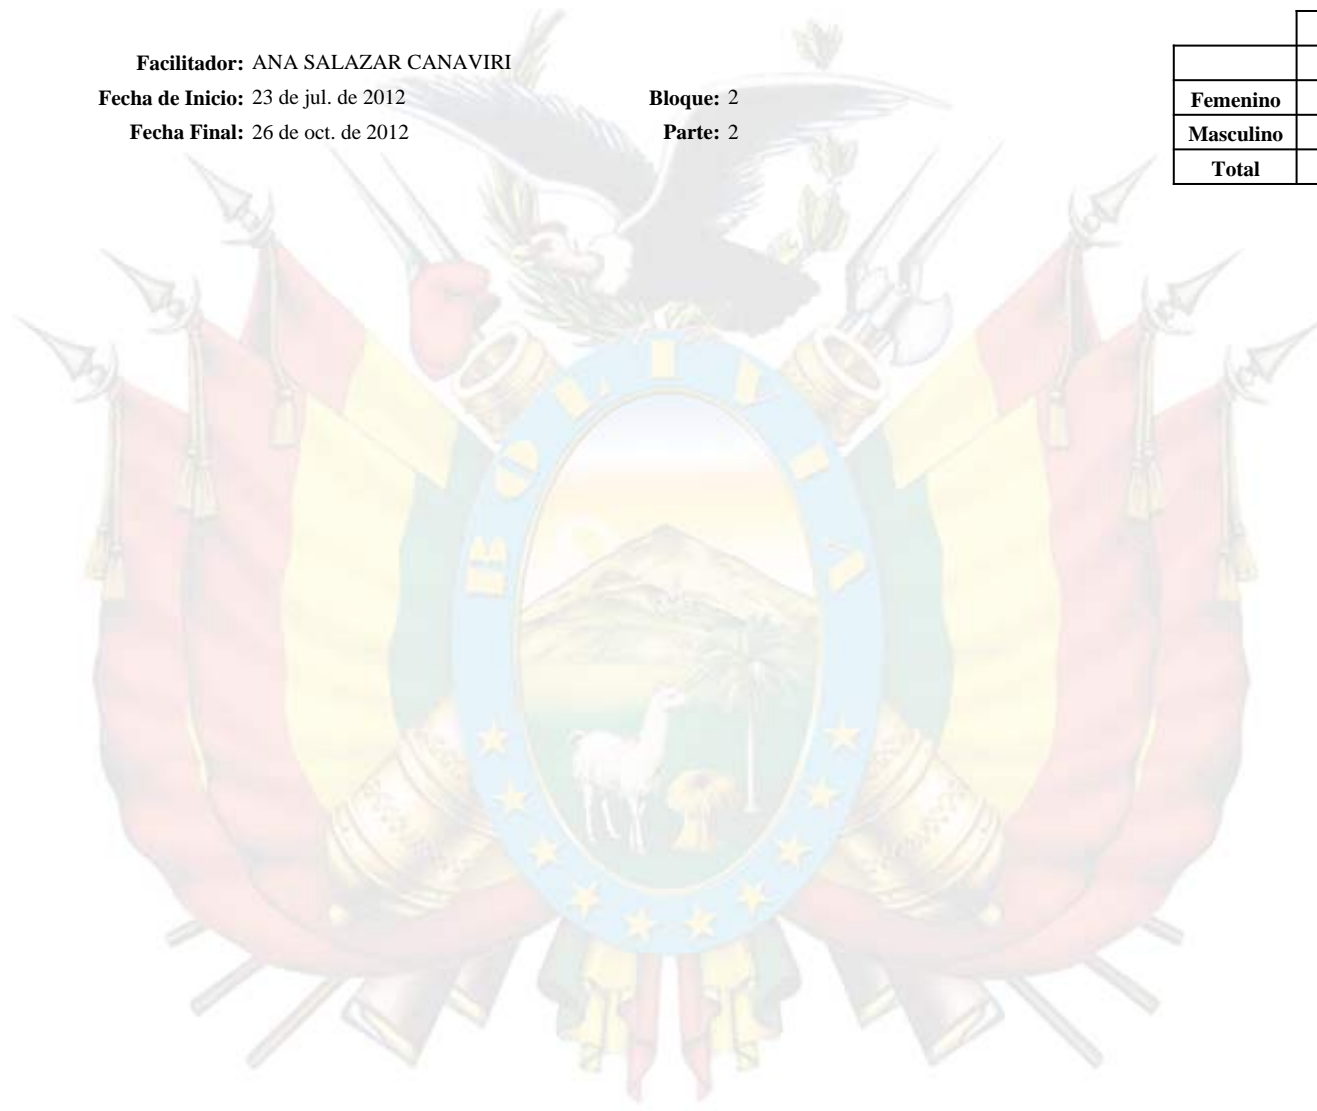 Facilitador: ANA SALAZAR CANAVIRI
Fecha de Inicio: 23 de jul. de 2012 Bloque: 2
Fecha Final: 26 de oct. de 2012 Parte: 2
Femenino
Masculino
Total
BOLIVIA